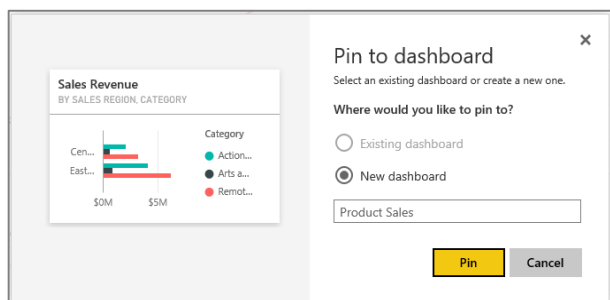 Sales Revenue
BY SALES REGION, CATEGORY
Category
Cen...
East...
Action...
Arts a...
Remot...
$0M
$5M
Pin to dashboard
Select an existing dashboard or create a new one.
Where would you like to pin to?
Existing dashboard
New dashboard
Product Sales
Pin
Cancel